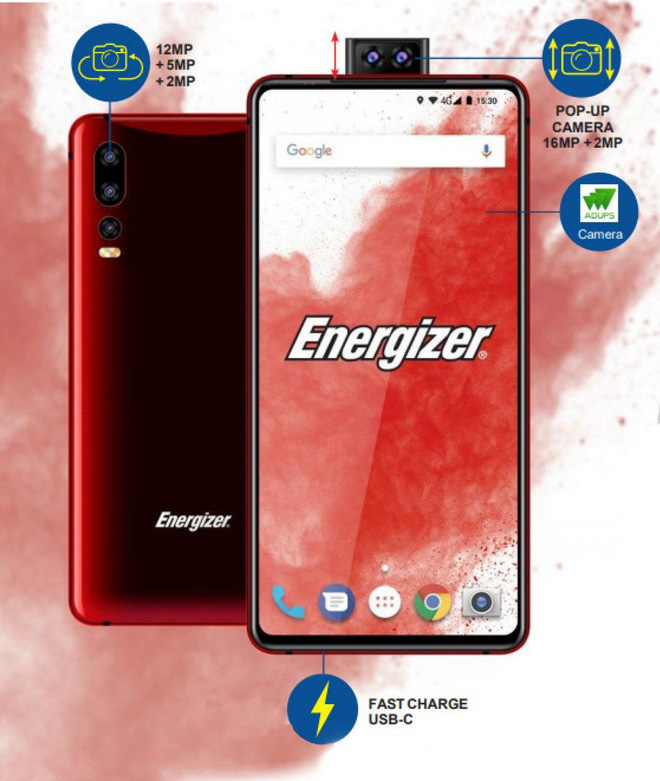 12MP
+ 5MP
+ 2MP
POP-UP
CAMERA
16MP + 2MP
4G 15:30
Google
ADUPS
Camera
Energizer®
Energizer.
FAST CHARGE
USB-C